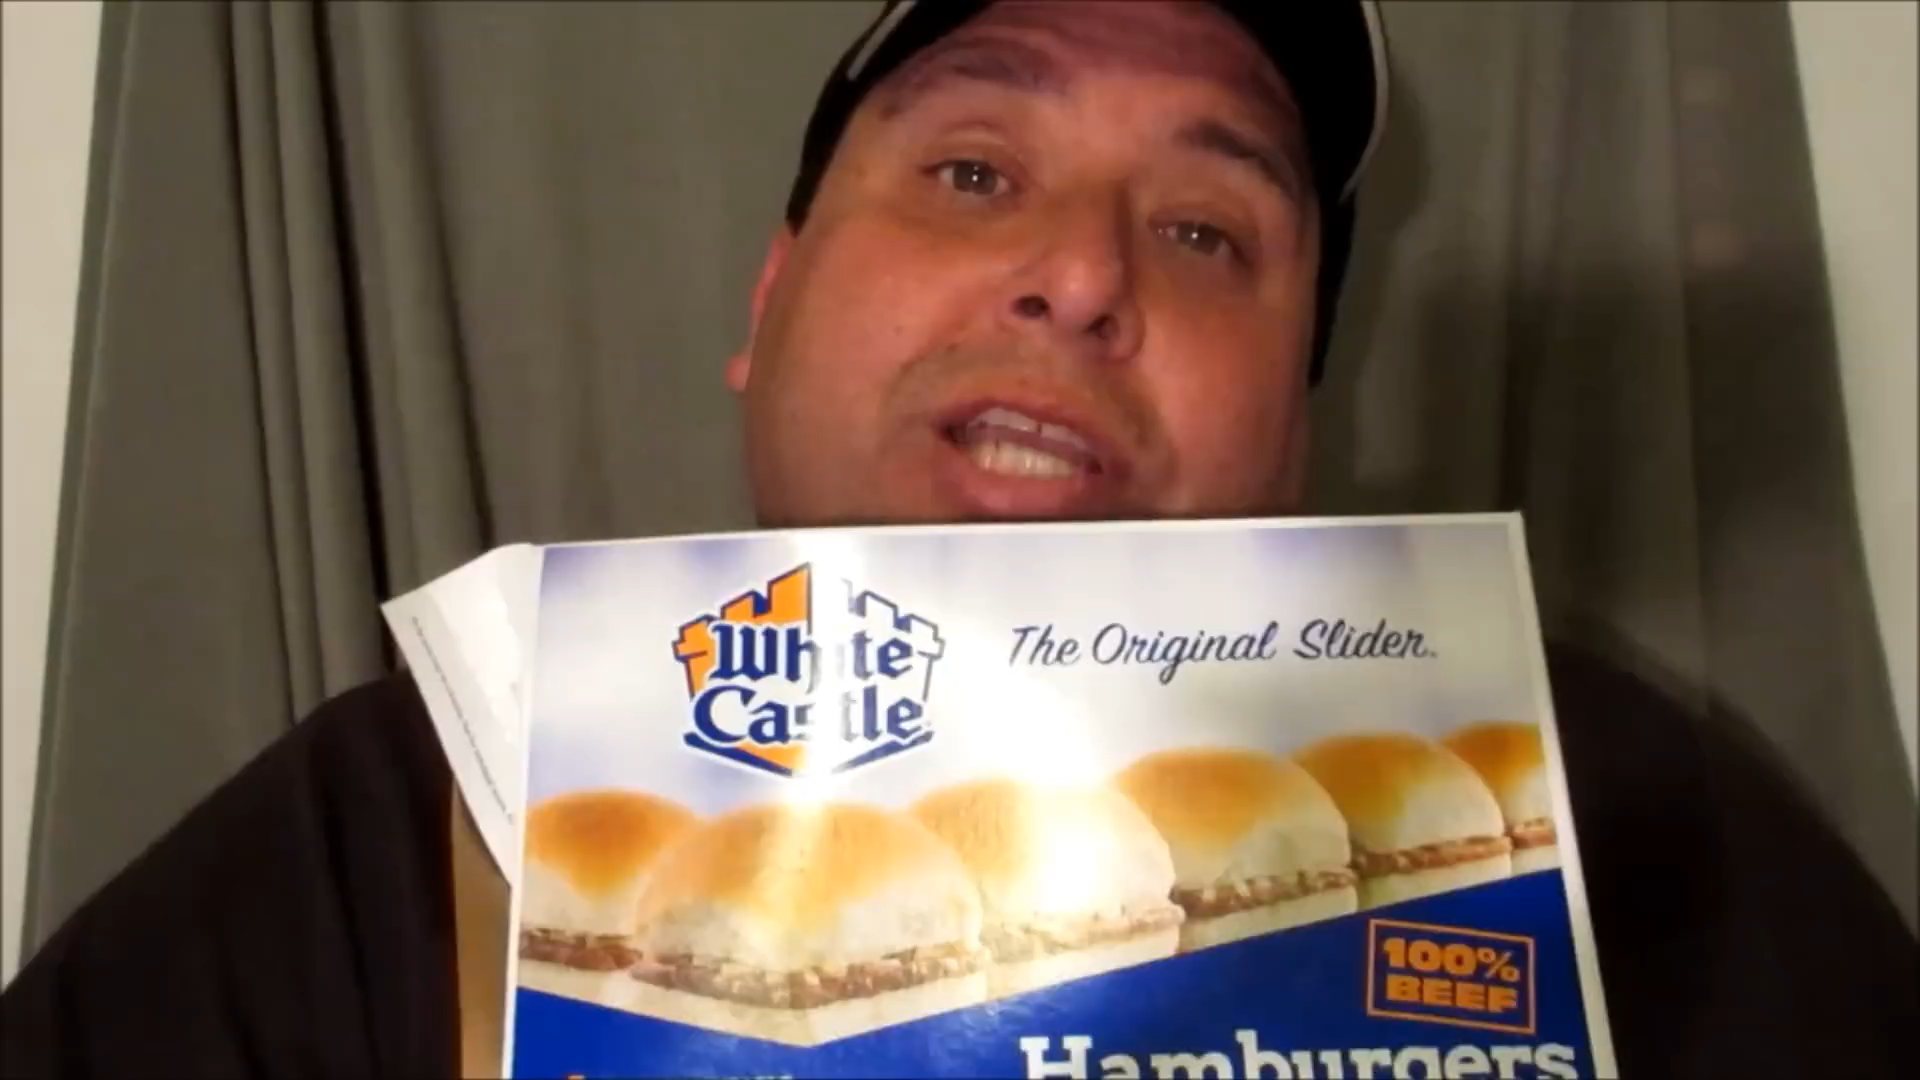 White
Castle
The Original Slider.
100%
BEEF
Hamburgers